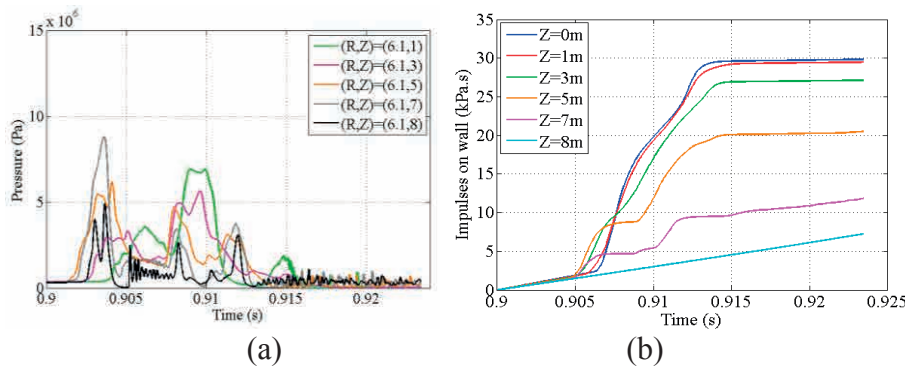 15 x 10^6
10
5
0
0.9 0.905 0.91 0.915 0.92
Pressure (Pa)
Time (s)
(R,Z)=(6.1,1)
(R,Z)=(6.1,3)
(R,Z)=(6.1,5)
(R,Z)=(6.1,7)
(R,Z)=(6.1,8)
(a)
35
30
25
20
15
10
5
0
0.9 0.905 0.91 0.915 0.92 0.925
Impulses on wall (kPa.s)
Time (s)
Z=0m
Z=1m
Z=3m
Z=5m
Z=7m
Z=8m
(b)